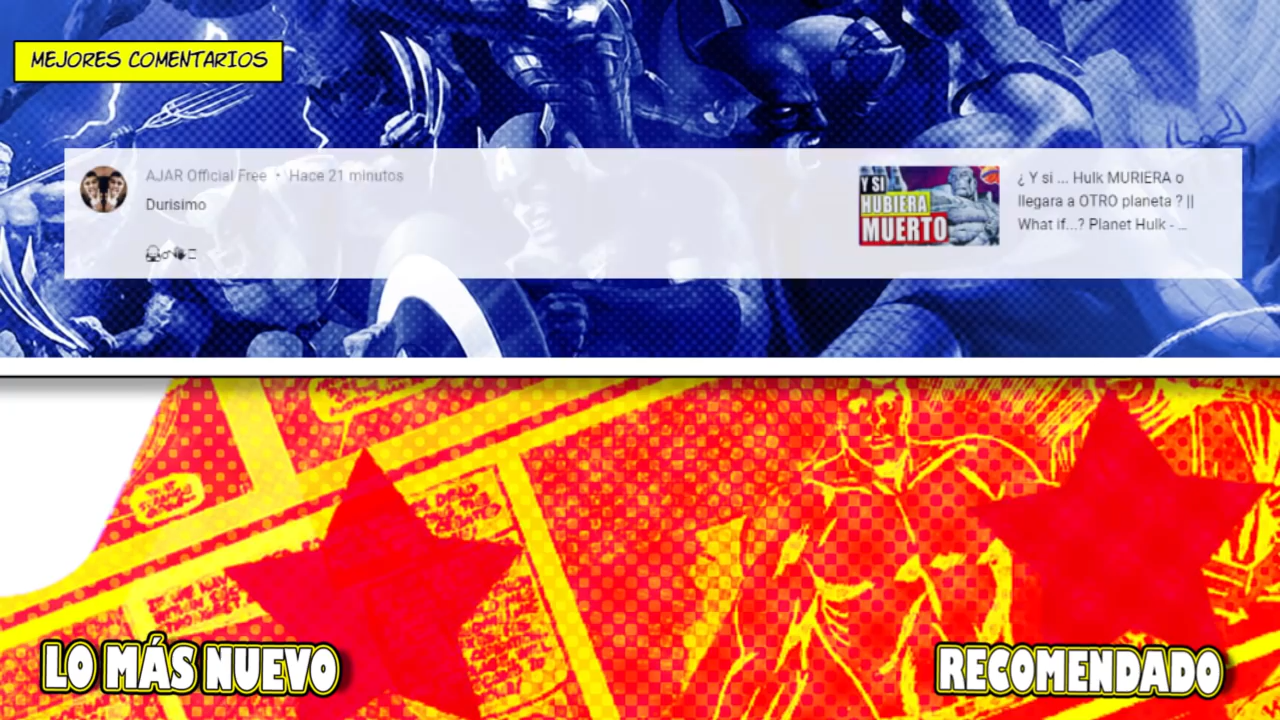 MEJORES COMENTARIOS
AJAR Official Free • Hace 21 minutos
Durisimo
Y SI
HUBIERA
MUERTO
¿ Y si ... Hulk MURIERA o
llegara a OTRO planeta ? ||
What if...? Planet Hulk - ...
LO MÁS NUEVO
RECOMENDADO